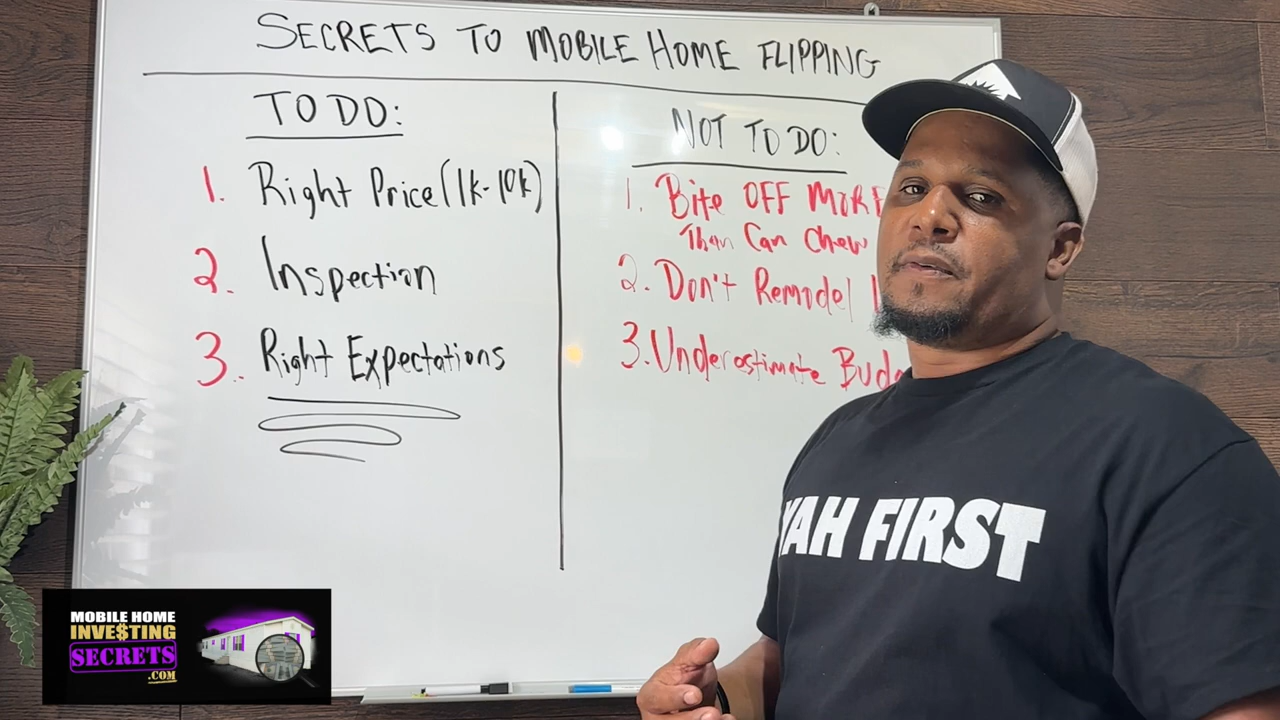 SECRETS TO MOBILE HOME FLIPPING
TO DO:
1. Right Price (1k-10k)
2. Inspection
3. Right Expectations
NOT TO DO:
1. Bite OFF MORE
Than Can Chew
2. Don't Remodel
3. Underestimate
YAH FIRST
MOBILE HOME
INVE$TING
SECRETS
.COM